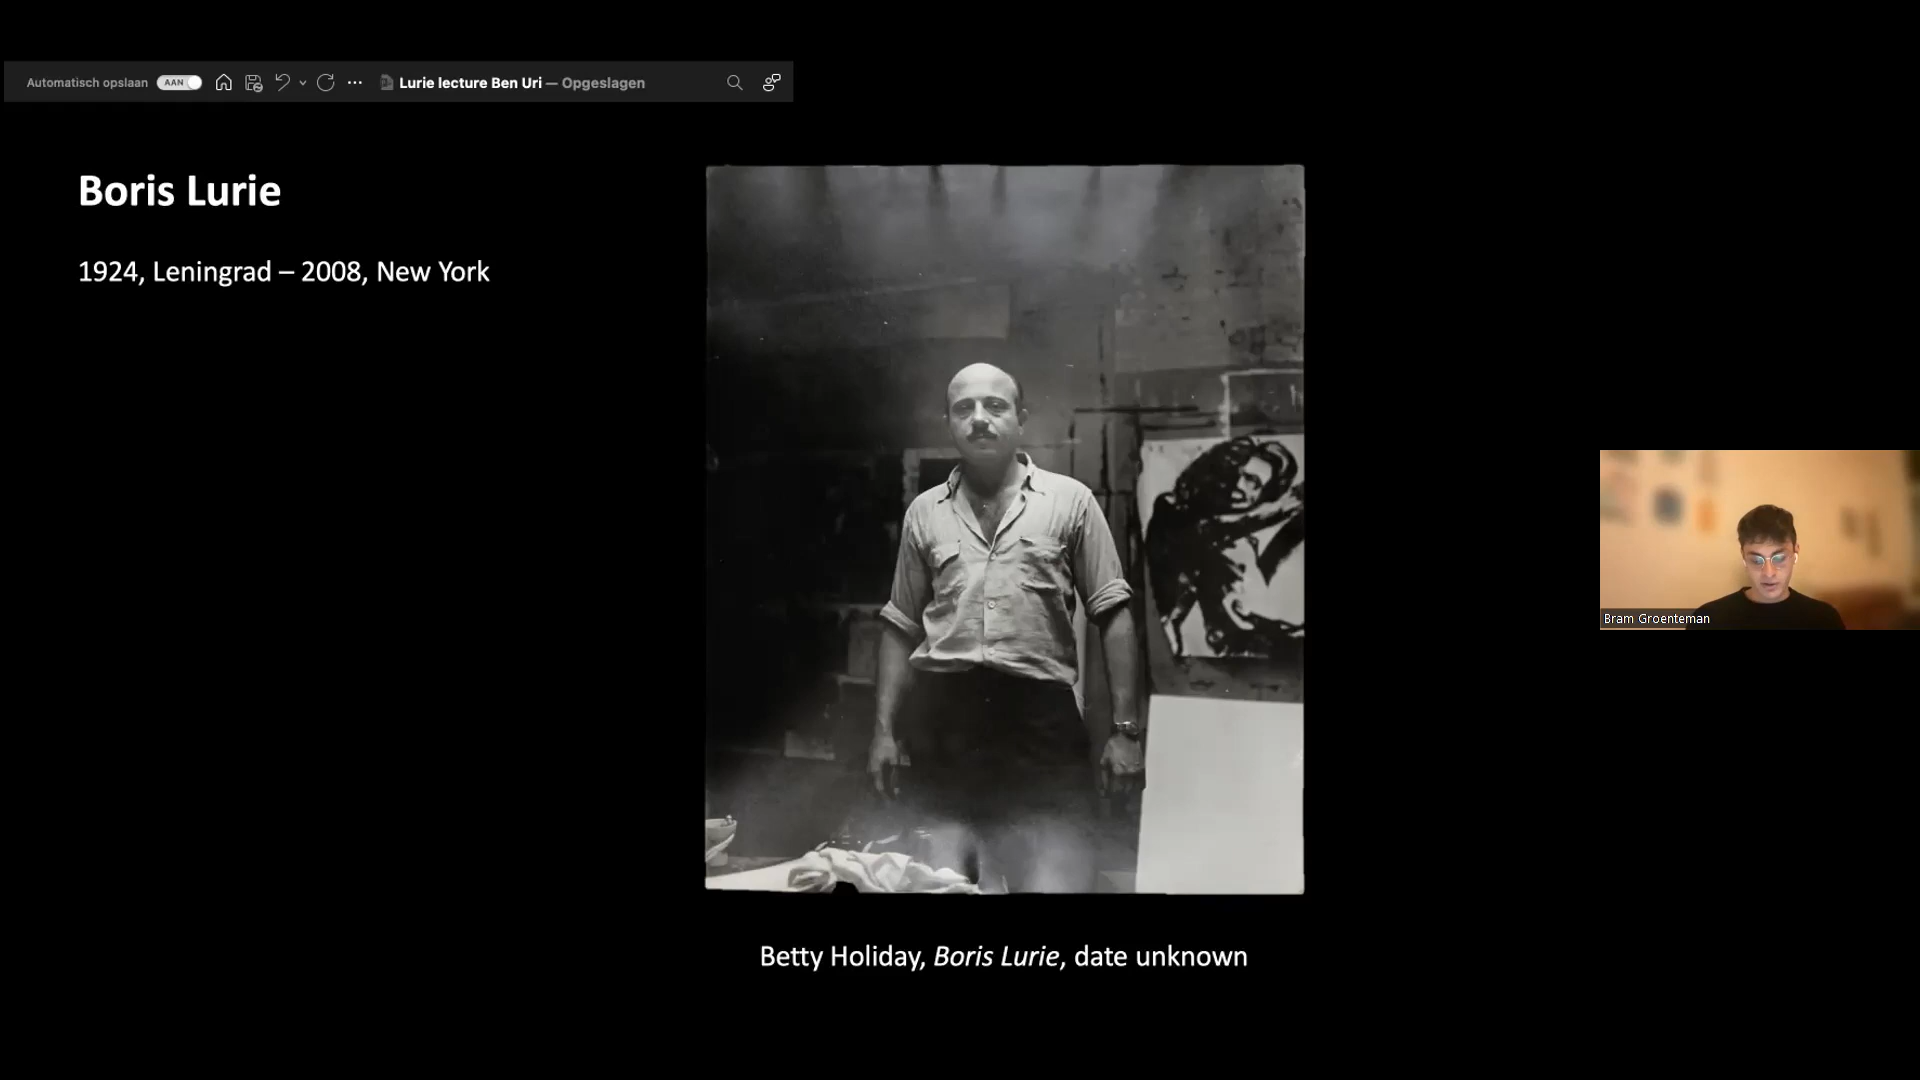 Automatisch opslaan AAN Lurie lecture Ben Uri — Opgeslagen
Boris Lurie
1924, Leningrad – 2008, New York
Betty Holiday, Boris Lurie, date unknown
Bram Groenteman